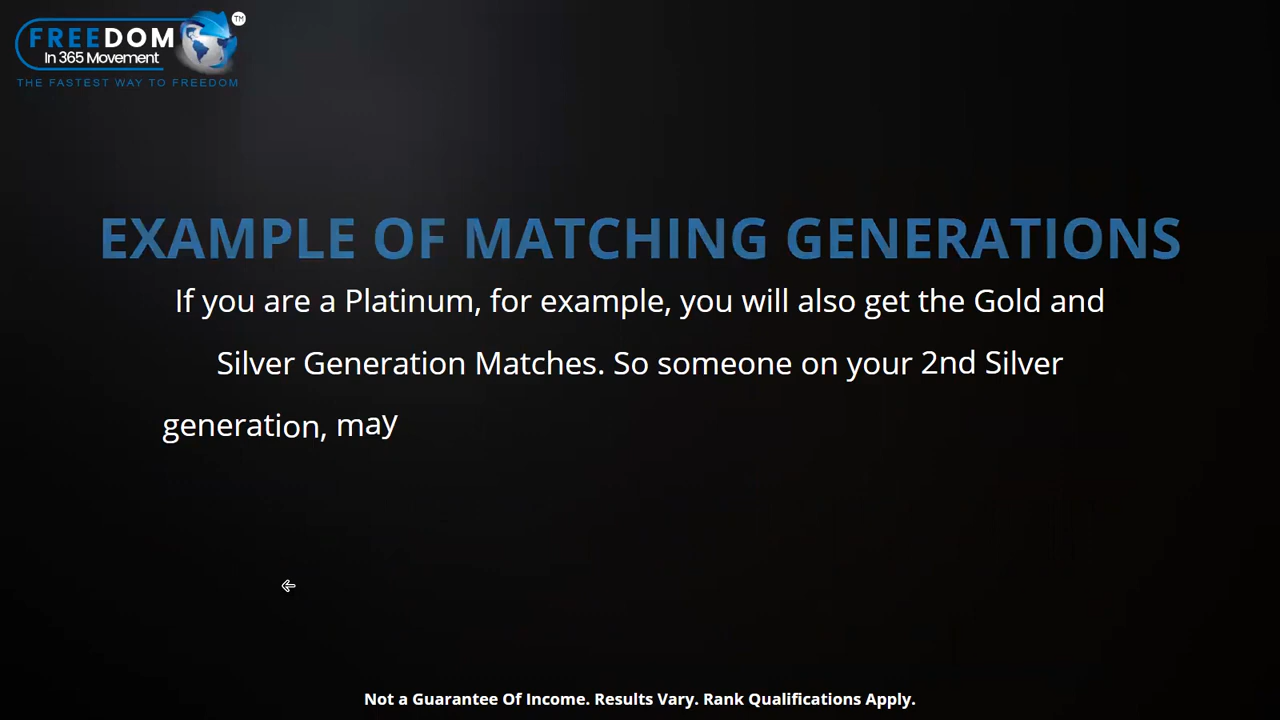 FREEDOM
TM
In 365 Movement
THE FASTEST WAY TO FREEDOM
EXAMPLE OF MATCHING GENERATIONS
If you are a Platinum, for example, you will also get the Gold and
Silver Generation Matches. So someone on your 2nd Silver
generation, may
Not a Guarantee Of Income. Results Vary. Rank Qualifications Apply.